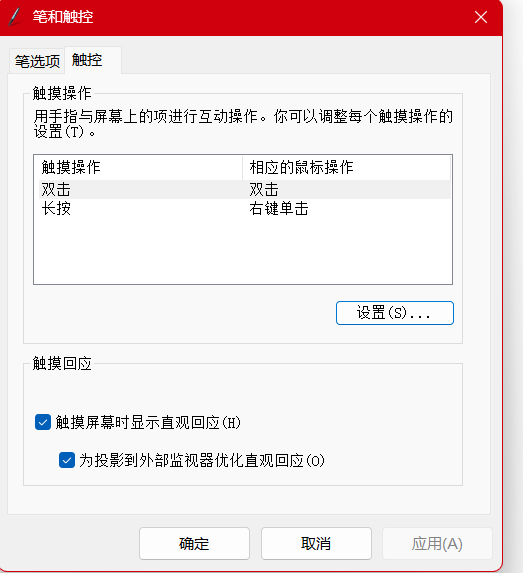 笔和触控
笔选项 触控
触摸操作
用手指与屏幕上的项进行互动操作。你可以调整每个触摸操作的
设置(T)。
触摸操作 相应的鼠标操作
双击 双击
长按 右键单击
设置(S)...
触摸回应
触摸屏幕时显示直观回应(H)
为投影到外部监视器优化直观回应(O)
确定 取消 应用(A)